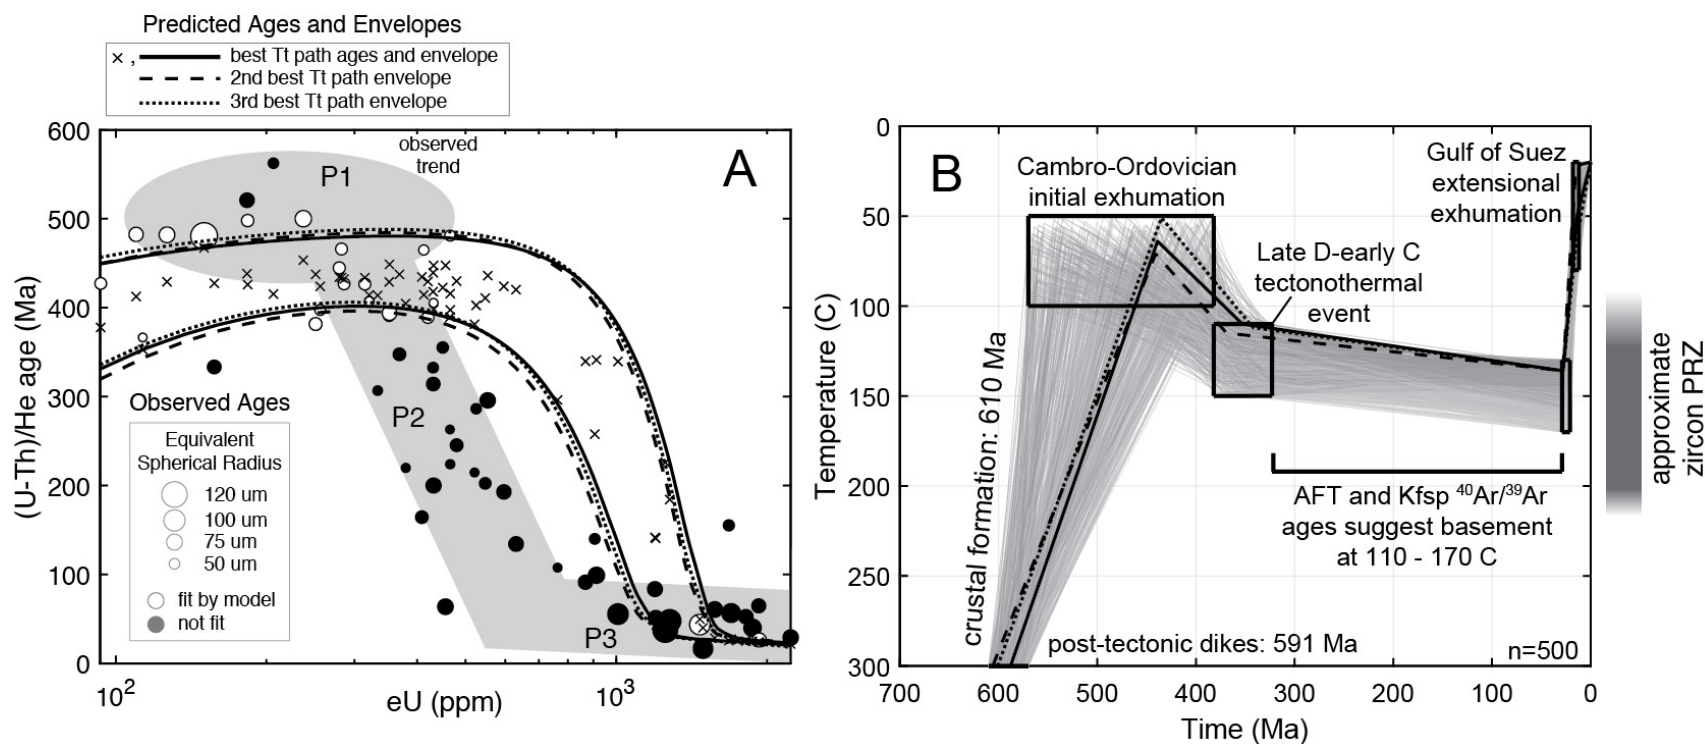 Predicted Ages and Envelopes
× , best Tt path ages and envelope
2nd best Tt path envelope
3rd best Tt path envelope
600
500
400
300
200
100
0
(U-Th)/He age (Ma)
observed
trend
A
P1
P2
P3
Observed Ages
Equivalent
Spherical Radius
120 um
100 um
75 um
50 um
fit by model
not fit
10²
10³
eU (ppm)
0
50
100
150
200
250
300
Temperature (C)
B
Cambro-Ordovician
initial exhumation
Gulf of Suez
extensional
exhumation
Late D-early C
tectonothermal
event
crustal formation: 610 Ma
AFT and Kfsp ⁴⁰Ar/³⁹Ar
ages suggest basement
at 110 - 170 C
post-tectonic dikes: 591 Ma
n=500
700
600
500
400
300
200
100
0
Time (Ma)
approximate
zircon PRZ